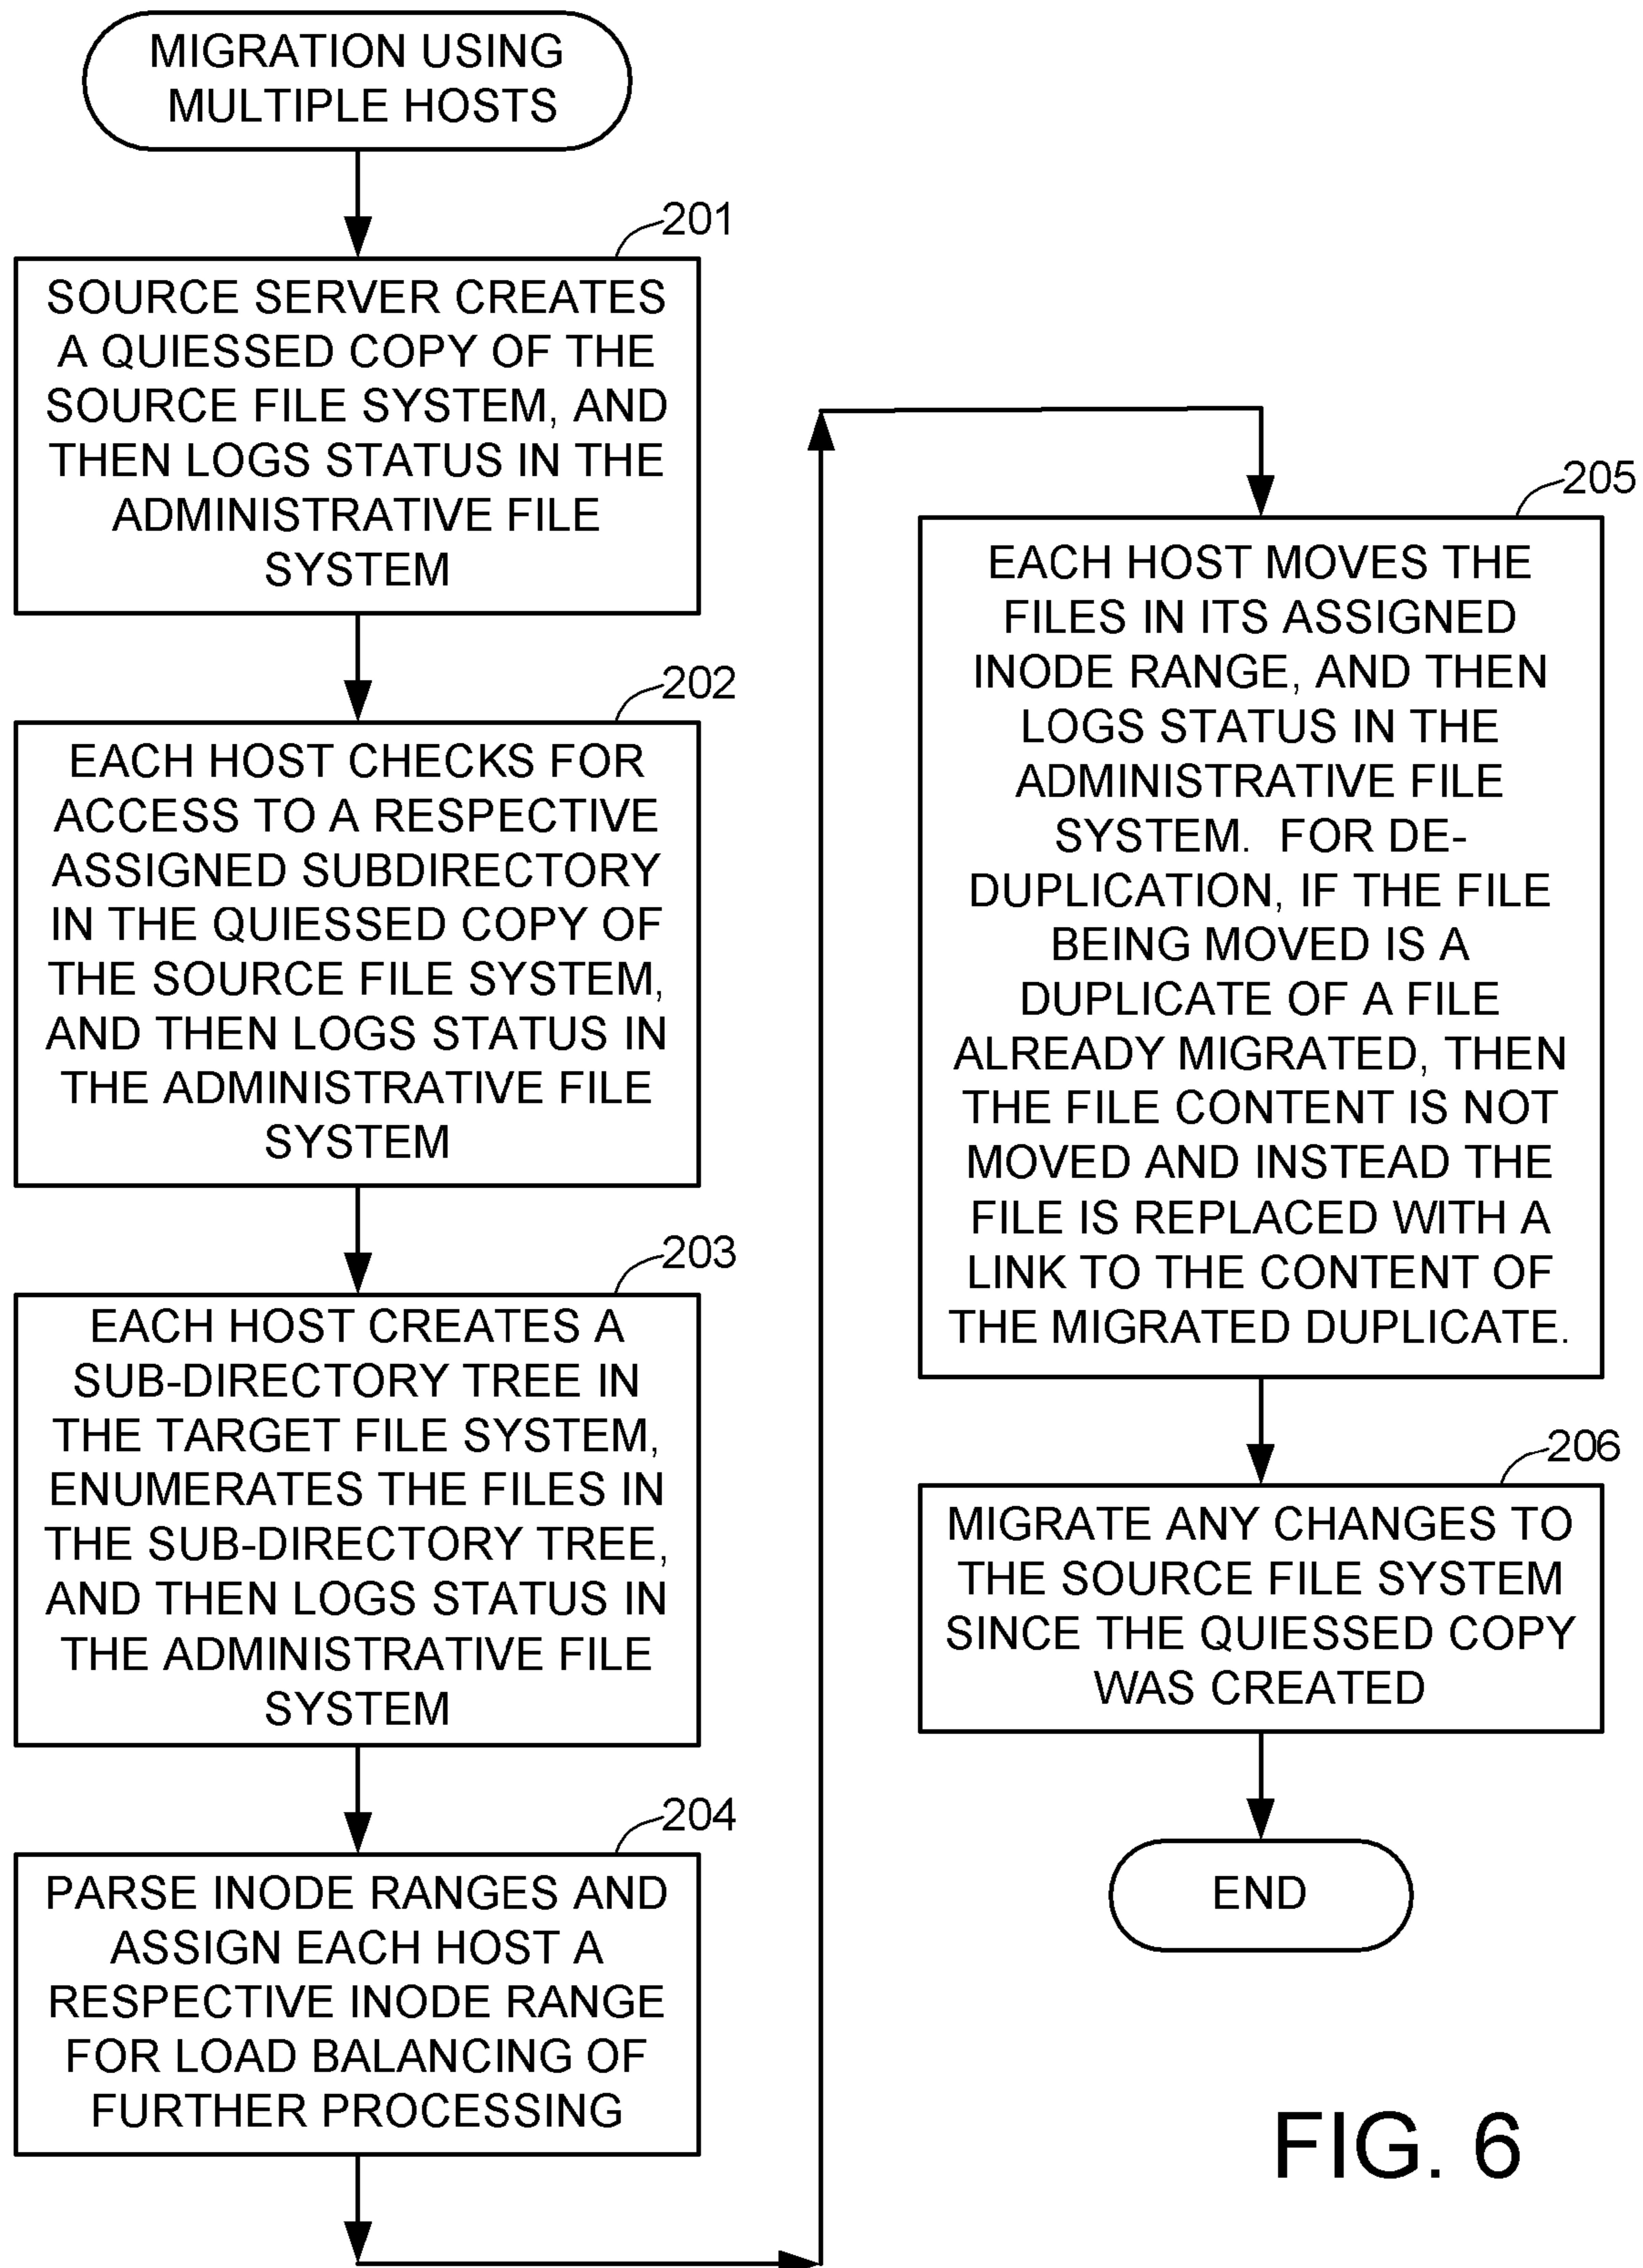 MIGRATION USING
MULTIPLE HOSTS
201
SOURCE SERVER CREATES
A QUIESSED COPY OF THE
SOURCE FILE SYSTEM, AND
THEN LOGS STATUS IN THE
ADMINISTRATIVE FILE
SYSTEM
202
EACH HOST CHECKS FOR
ACCESS TO A RESPECTIVE
ASSIGNED SUBDIRECTORY
IN THE QUIESSED COPY OF
THE SOURCE FILE SYSTEM,
AND THEN LOGS STATUS IN
THE ADMINISTRATIVE FILE
SYSTEM
203
EACH HOST CREATES A
SUB-DIRECTORY TREE IN
THE TARGET FILE SYSTEM,
ENUMERATES THE FILES IN
THE SUB-DIRECTORY TREE,
AND THEN LOGS STATUS IN
THE ADMINISTRATIVE FILE
SYSTEM
204
PARSE INODE RANGES AND
ASSIGN EACH HOST A
RESPECTIVE INODE RANGE
FOR LOAD BALANCING OF
FURTHER PROCESSING
205
EACH HOST MOVES THE
FILES IN ITS ASSIGNED
INODE RANGE, AND THEN
LOGS STATUS IN THE
ADMINISTRATIVE FILE
SYSTEM.  FOR DE-
DUPLICATION, IF THE FILE
BEING MOVED IS A
DUPLICATE OF A FILE
ALREADY MIGRATED, THEN
THE FILE CONTENT IS NOT
MOVED AND INSTEAD THE
FILE IS REPLACED WITH A
LINK TO THE CONTENT OF
THE MIGRATED DUPLICATE.
206
MIGRATE ANY CHANGES TO
THE SOURCE FILE SYSTEM
SINCE THE QUIESSED COPY
WAS CREATED
END
FIG. 6